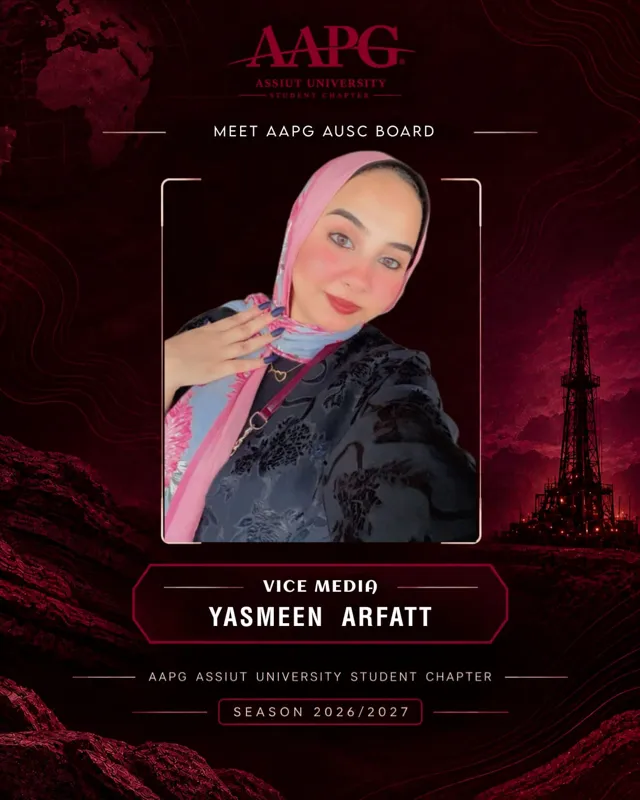 AAPG®
ASSIUT UNIVERSITY
STUDENT CHAPTER
MEET AAPG AUSC BOARD
VICE MEDIA
YASMEEN ARFATT
AAPG ASSIUT UNIVERSITY STUDENT CHAPTER
SEASON 2026/2027